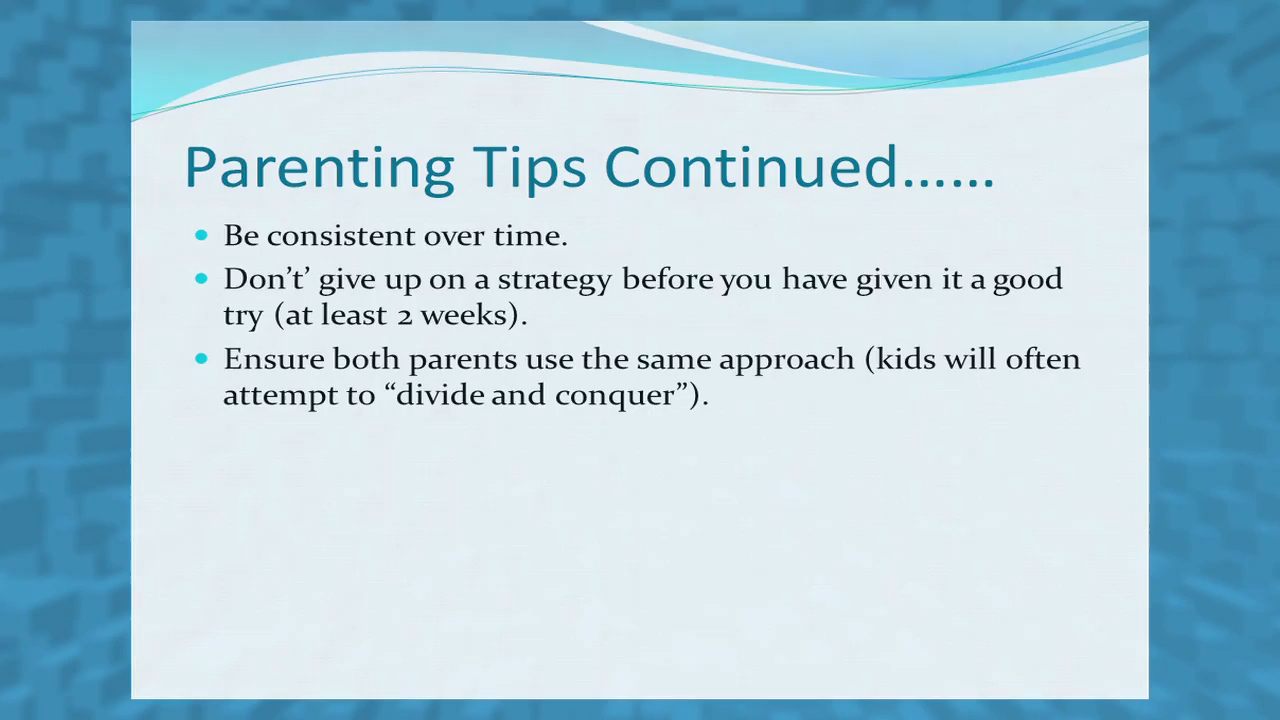 Parenting Tips Continued……
• Be consistent over time.
• Don’t’ give up on a strategy before you have given it a good
try (at least 2 weeks).
• Ensure both parents use the same approach (kids will often
attempt to “divide and conquer”).